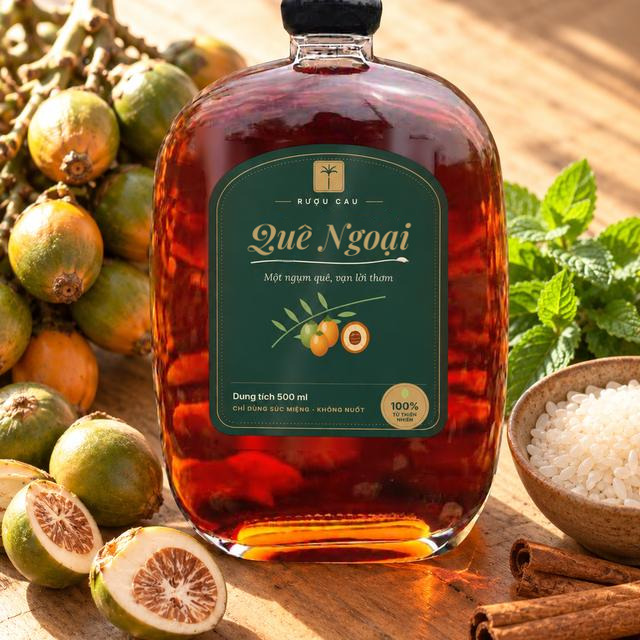 RƯỢU CAU
Quê Ngoại
Một ngụm quê, vạn lời thơm
Dung tích 500 ml
CHỈ DÙNG SÚC MIỆNG - KHÔNG NUỐT
100%
TỪ THIÊN
NHIÊN